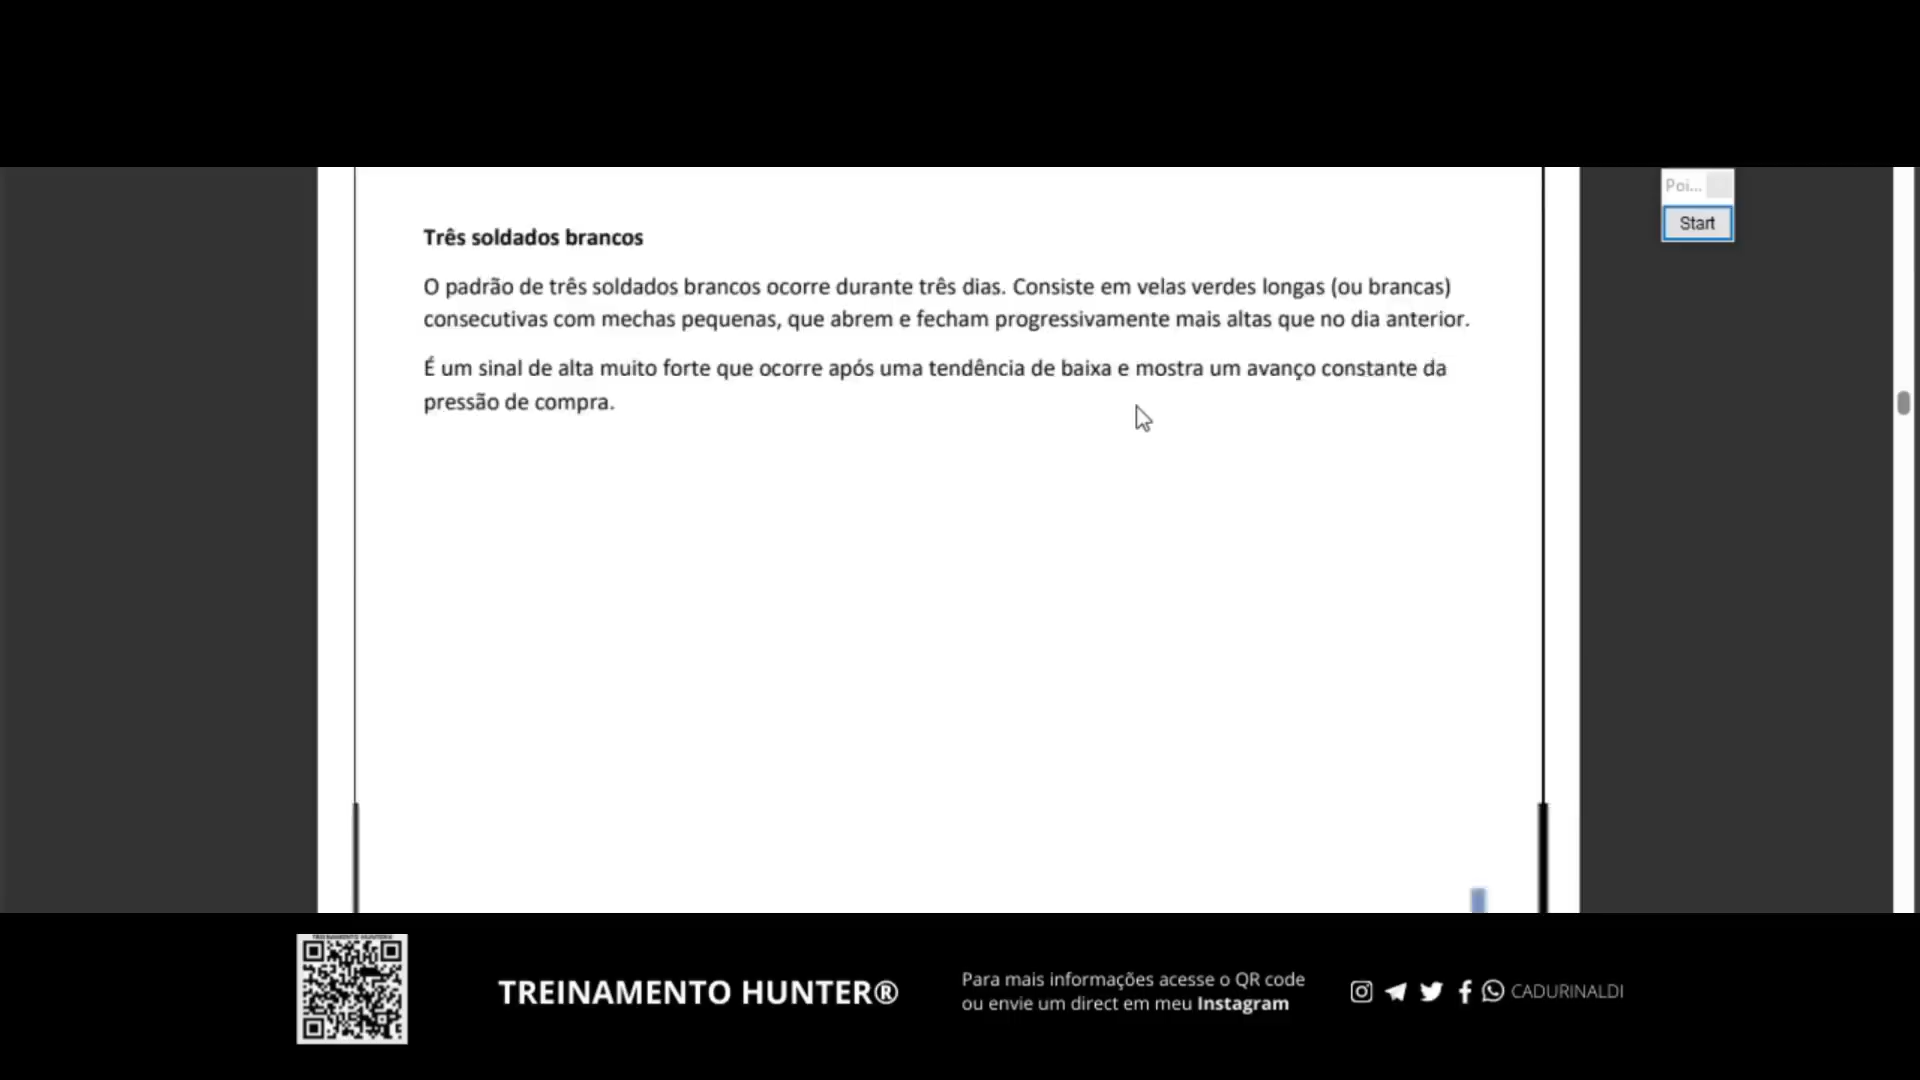 Poi...
Start
Três soldados brancos
O padrão de três soldados brancos ocorre durante três dias. Consiste em velas verdes longas (ou brancas)
consecutivas com mechas pequenas, que abrem e fecham progressivamente mais altas que no dia anterior.
É um sinal de alta muito forte que ocorre após uma tendência de baixa e mostra um avanço constante da
pressão de compra.
TREINAMENTO HUNTER®
Para mais informações acesse o QR code
ou envie um direct em meu Instagram
CADURINALDI